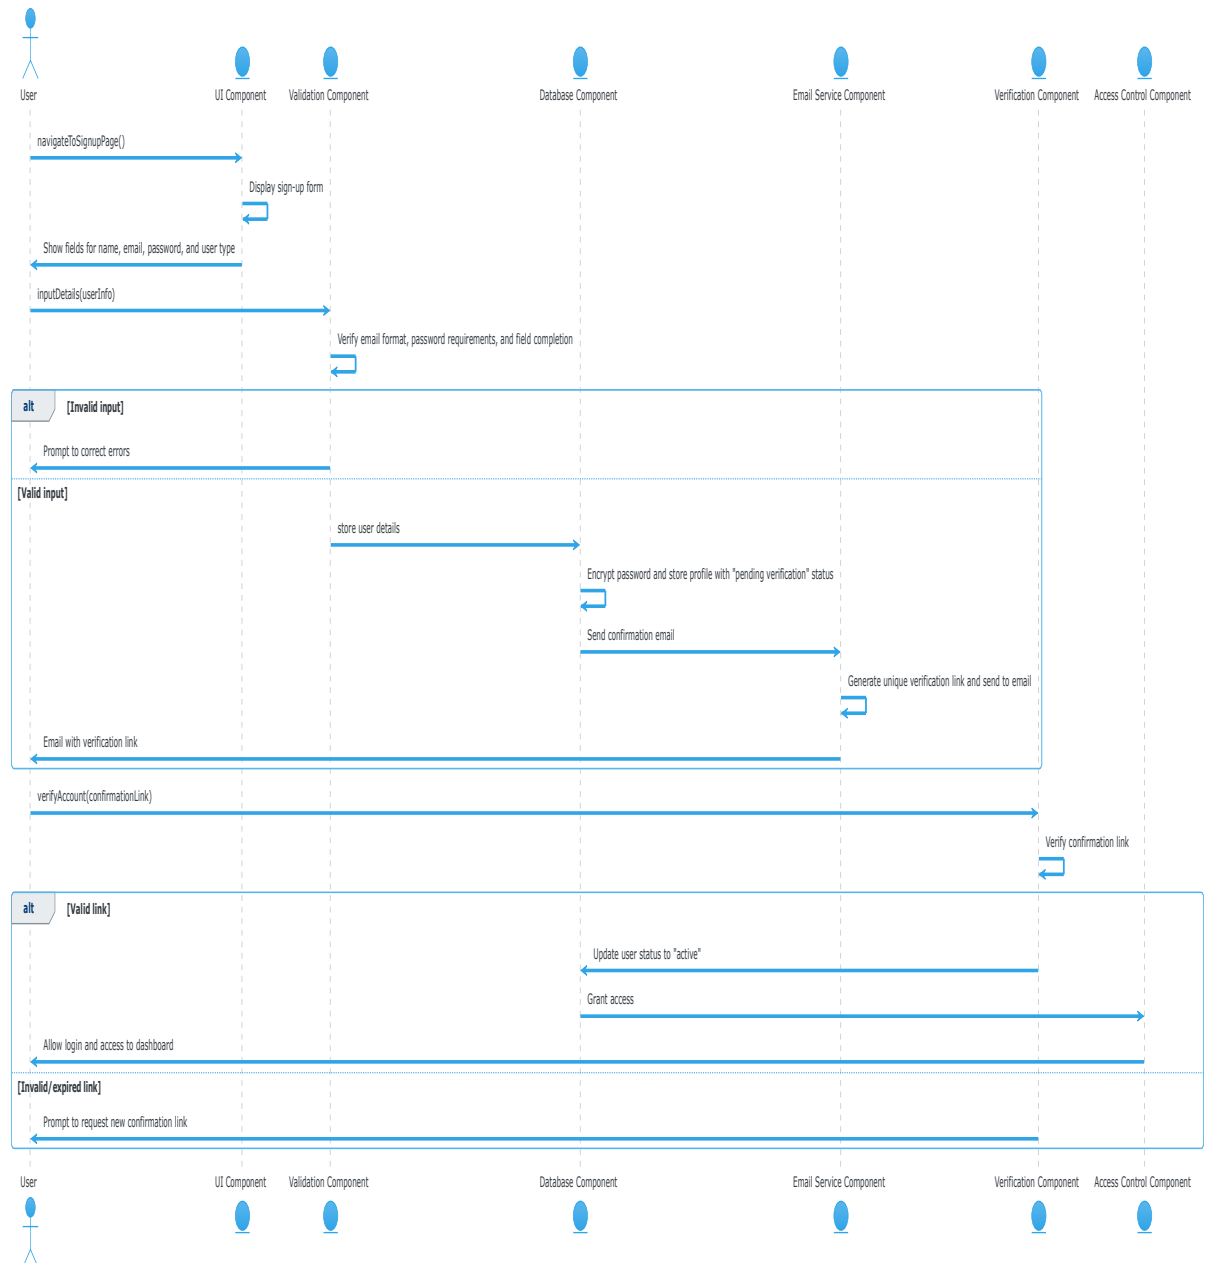 User
UI Component
Validation Component
Database Component
Email Service Component
Verification Component
Access Control Component
navigateToSignupPage()
Display sign-up form
Show fields for name, email, password, and user type
inputDetails(userInfo)
Verify email format, password requirements, and field completion
alt
[Invalid input]
Prompt to correct errors
[Valid input]
store user details
Encrypt password and store profile with "pending verification" status
Send confirmation email
Generate unique verification link and send to email
Email with verification link
verifyAccount(confirmationLink)
Verify confirmation link
alt
[Valid link]
Update user status to "active"
Grant access
Allow login and access to dashboard
[Invalid/expired link]
Prompt to request new confirmation link
User
UI Component
Validation Component
Database Component
Email Service Component
Verification Component
Access Control Component